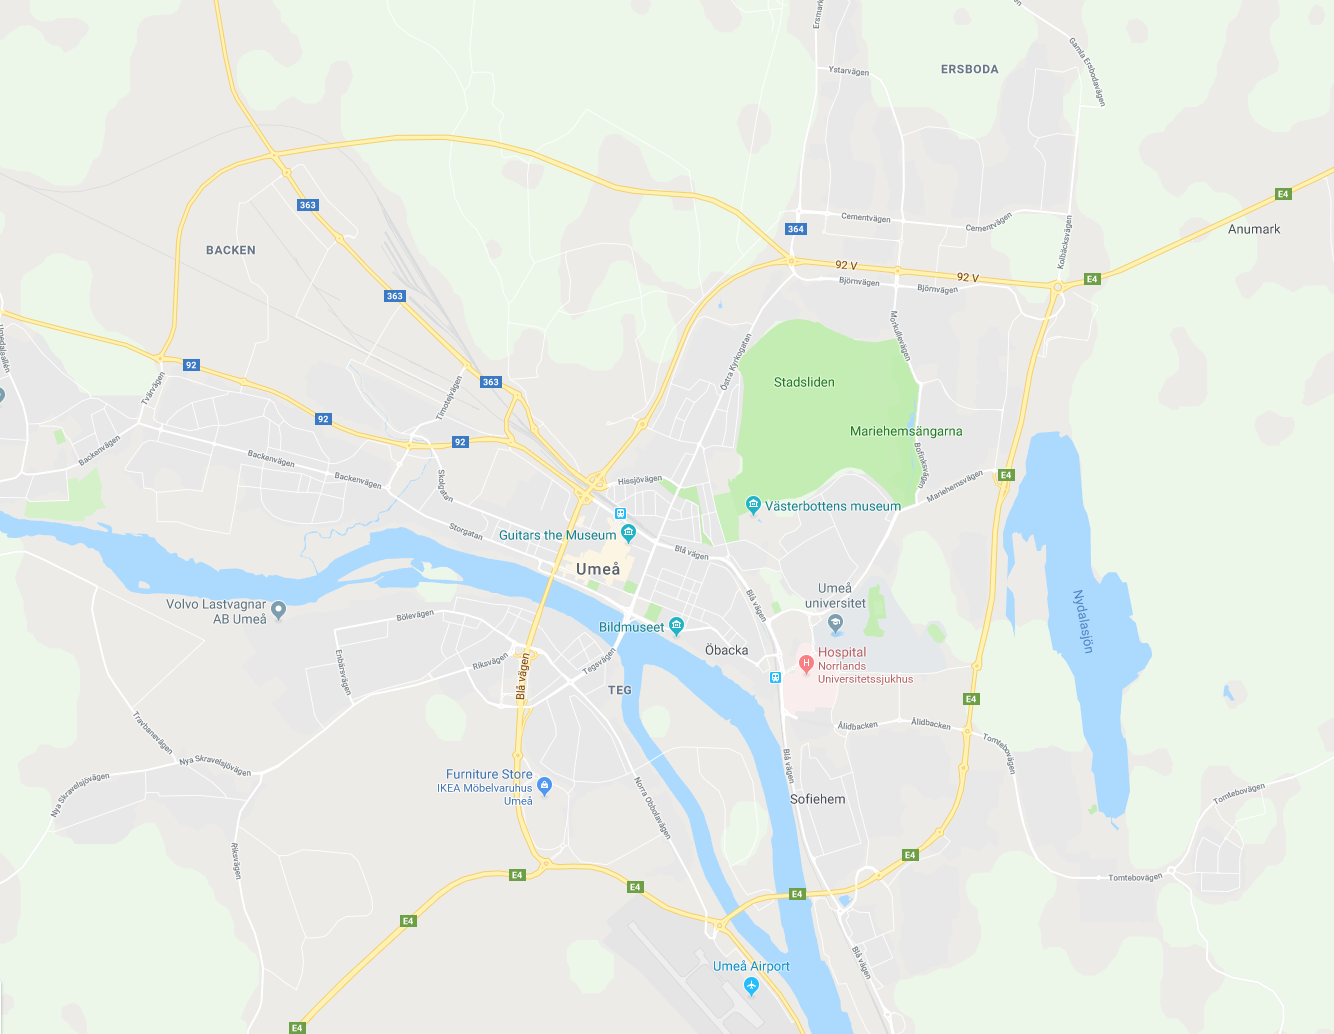 Ersmark
Gamla Ersbodavägen
Ystarvägen
ERSBODA
E4
363
Cementvägen
Cementvägen
Kolbäcksvägen
364
Anumark
BACKEN
92 V
92 V
E4
Björnvägen
Björnvägen
363
Morkullevägen
Umedalsallén
Östra Kyrkogatan
92
363
Stadsliden
Tvärvägen
Timotejvägen
92
Mariehemsängarna
92
Backenvägen
Backenvägen
Bofinksvägen
Backenvägen
Skolgatan
Hissjövägen
Mariehemsvägen
E4
Västerbottens museum
Storgatan
Guitars the Museum
Blå vägen
Umeå
Umeå
universitet
Blå vägen
Nydalasjön
Volvo Lastvagnar
AB Umeå
Bölevägen
Bildmuseet
Öbacka
Hospital
Norrlands
Universitetssjukhus
Enbärsvägen
Riksvägen
Tegsvägen
Blå vägen
TEG
E4
Travbanevägen
Ålidbacken
Ålidbacken
Tomtebovägen
Nya Skravelsjövägen
Nya Skravelsjövägen
Blå vägen
Furniture Store
IKEA Möbelvaruhus
Umeå
Norra Obbolavägen
Sofiehem
Tomtebovägen
Riksvägen
E4
E4
E4
E4
Tomtebovägen
E4
Blå vägen
Umeå Airport
E4